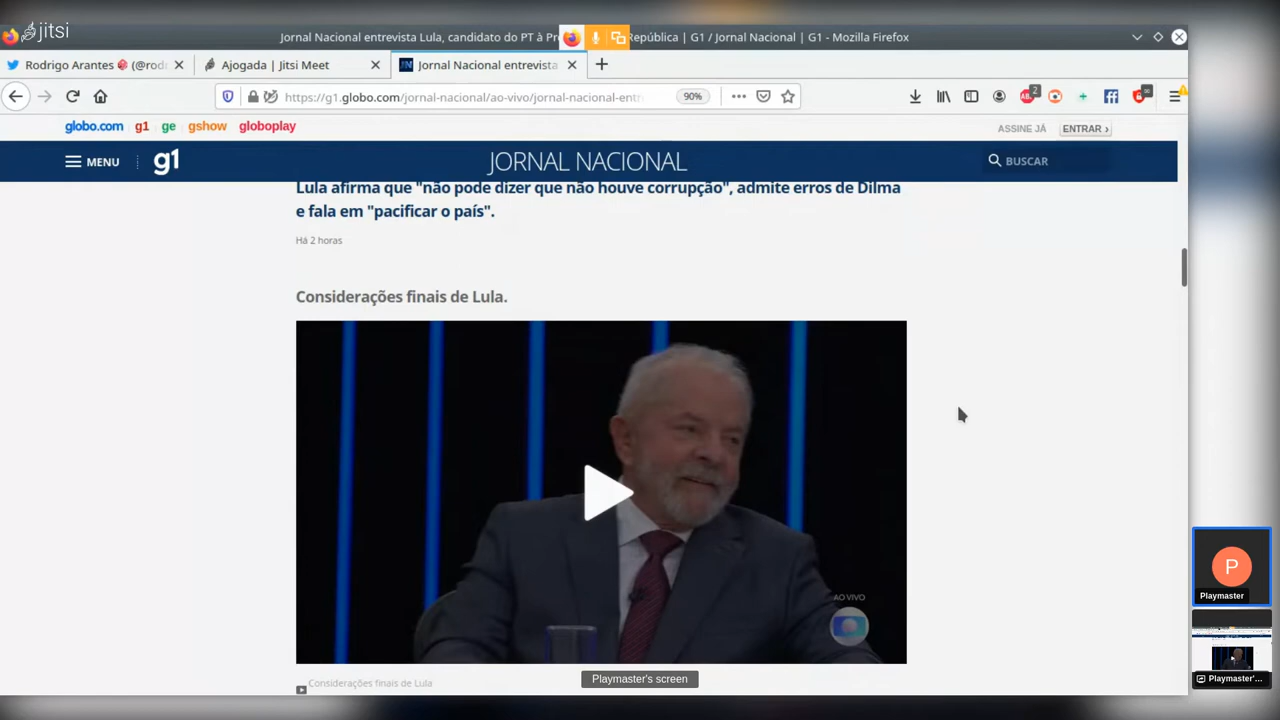 jitsi
Jornal Nacional entrevista Lula, candidato do PT à Pre República | G1 / Jornal Nacional | G1 - Mozilla Firefox
Rodrigo Arantes (@rod
Ajogada | Jitsi Meet
Jornal Nacional entrevista
https://g1.globo.com/jornal-nacional/ao-vivo/jornal-nacional-entr
90%
2
globo.com g1 ge gshow globoplay
ASSINE JÁ
ENTRAR ›
MENU
g1
JORNAL NACIONAL
BUSCAR
Lula afirma que "não pode dizer que não houve corrupção", admite erros de Dilma
e fala em "pacificar o país".
Há 2 horas
Considerações finais de Lula.
AO VIVO
Considerações finais de Lula
Playmaster's screen
P
Playmaster
Playmaster'...